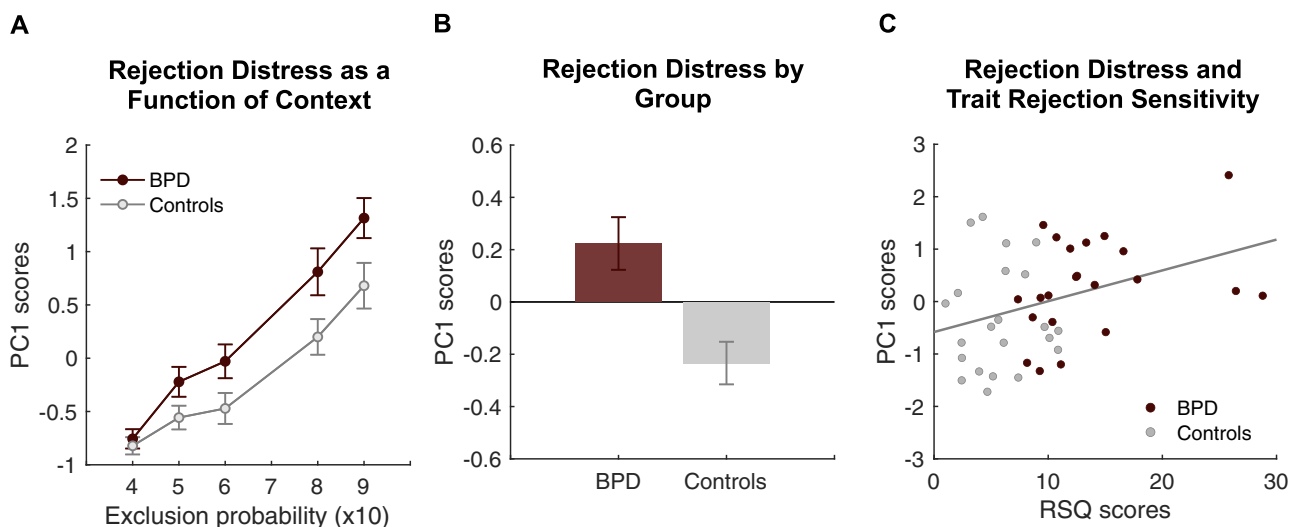 A
Rejection Distress as a
Function of Context
PC1 scores
2
1.5
1
0.5
0
-0.5
-1
BPD
Controls
4 5 6 7 8 9
Exclusion probability (x10)
B
Rejection Distress by
Group
PC1 scores
0.6
0.4
0.2
0
-0.2
-0.4
-0.6
BPD Controls
C
Rejection Distress and
Trait Rejection Sensitivity
PC1 scores
3
2
1
0
-1
-2
-3
BPD
Controls
0 10 20 30
RSQ scores